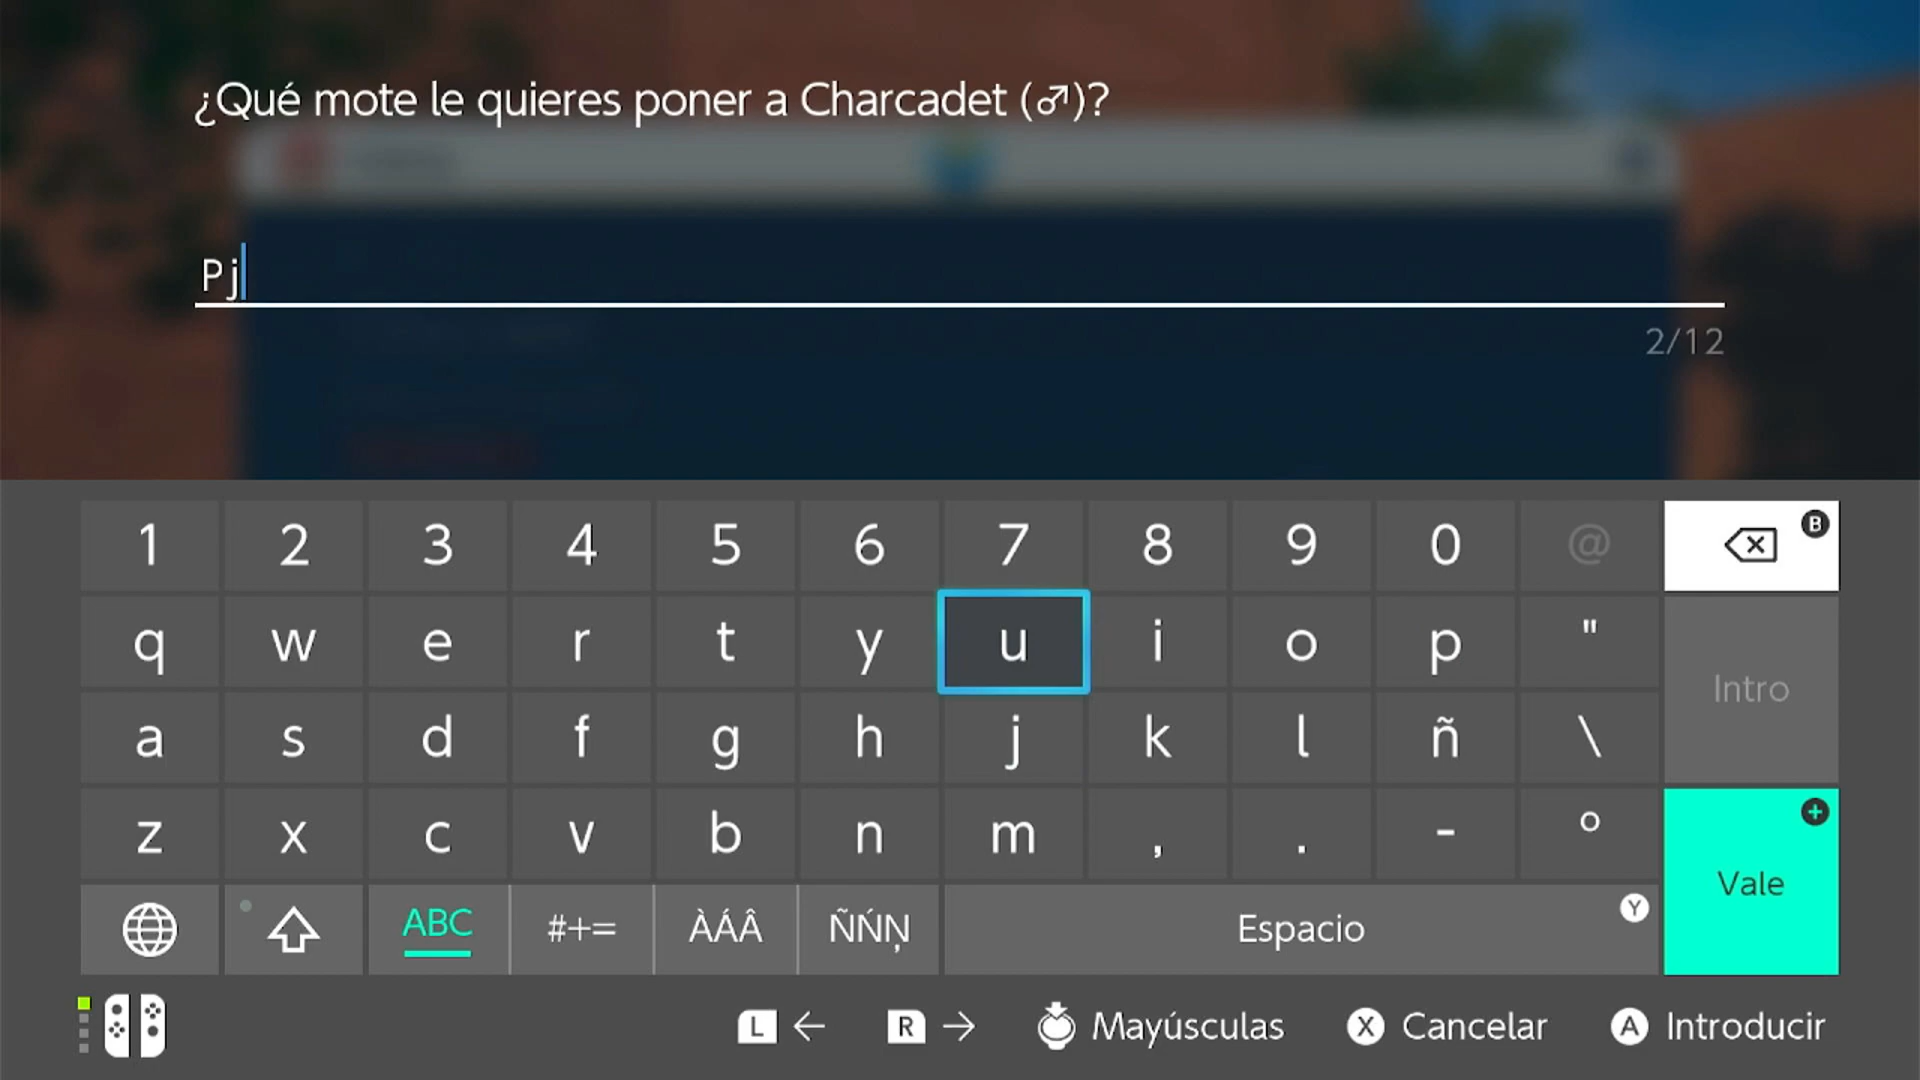 ¿Qué mote le quieres poner a Charcadet (♂)?
Pj
2/12
1 2 3 4 5 6 7 8 9 0 @ B
q w e r t y u i o p "
Intro
a s d f g h j k l ñ \
z x c v b n m , . - º
+
Vale
ABC #+= ÀÁÂ ÑŃŅ Espacio Y
L ← R → Mayúsculas X Cancelar A Introducir